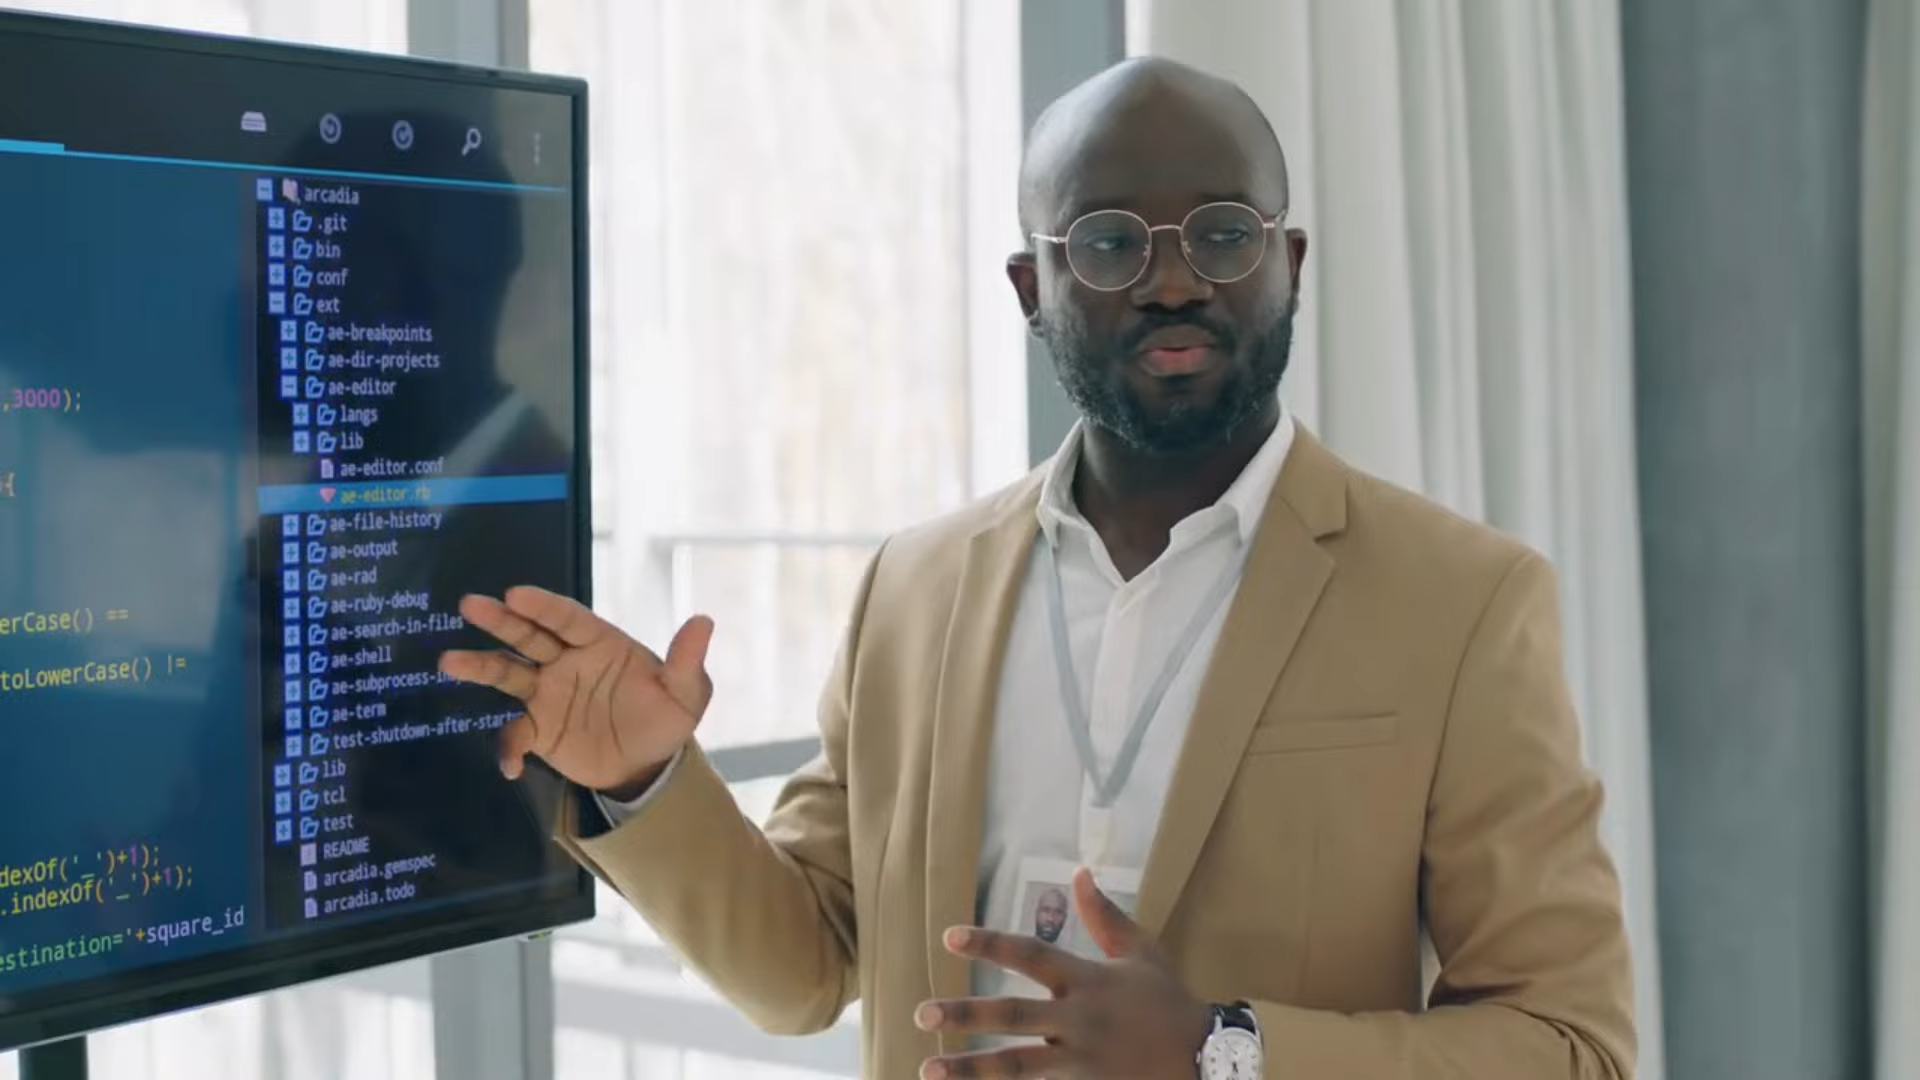 ,3000);
{
erCase() ==
toLowerCase() !=
dexOf('_')+1);
.indexOf('_')+1);
estination='+square_id
arcadia
.git
bin
conf
ext
ae-breakpoints
ae-dir-projects
ae-editor
langs
lib
ae-editor.conf
ae-editor.rb
ae-file-history
ae-output
ae-rad
ae-ruby-debug
ae-search-in-files
ae-shell
ae-subprocess-in
ae-term
test-shutdown-after-start
lib
tcl
test
README
arcadia.gemspec
arcadia.todo